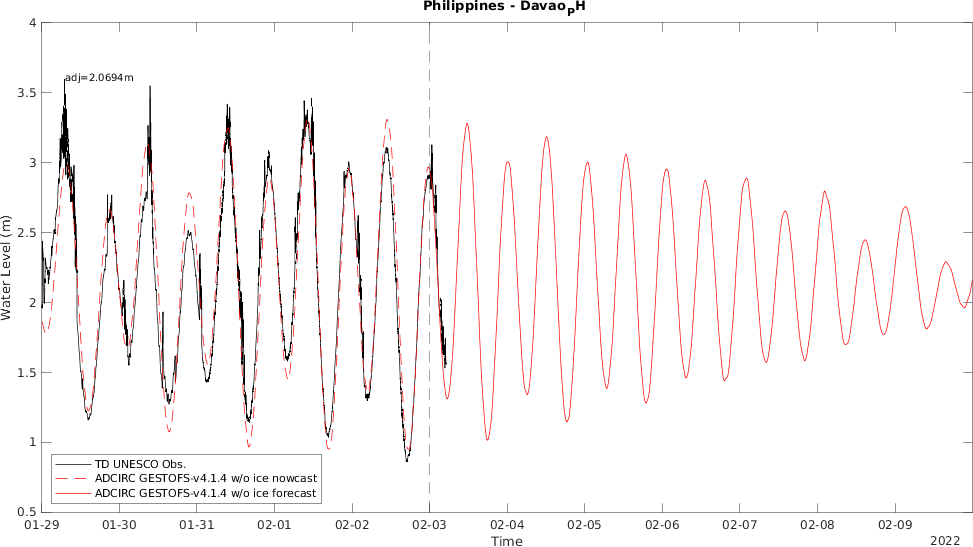 Philippines - Davao_pH
adj=2.0694m
4
3.5
3
2.5
2
1.5
1
0.5
Water Level (m)
TD UNESCO Obs.
ADCIRC GESTOFS-v4.1.4 w/o ice nowcast
ADCIRC GESTOFS-v4.1.4 w/o ice forecast
01-29 01-30 01-31 02-01 02-02 02-03 02-04 02-05 02-06 02-07 02-08 02-09
Time
2022